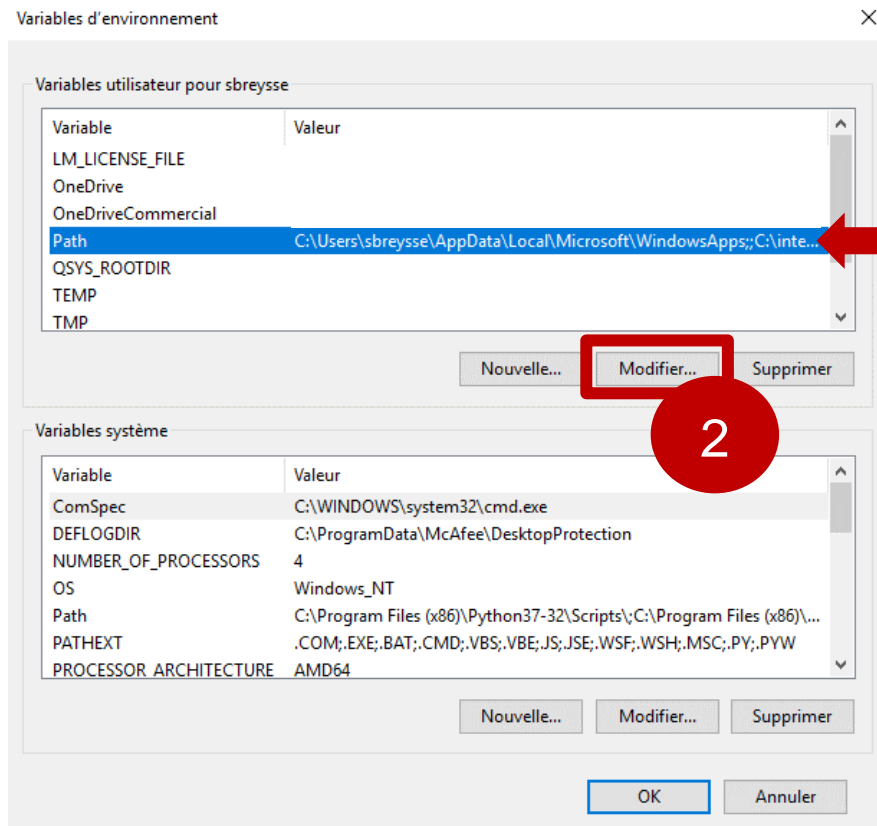 Variables d'environnement
Variables utilisateur pour sbreysse
Variable Valeur
LM_LICENSE_FILE
OneDrive
OneDriveCommercial
Path C:\Users\sbreysse\AppData\Local\Microsoft\WindowsApps;;C:\inte...
QSYS_ROOTDIR
TEMP
TMP
Nouvelle... Modifier... Supprimer
2
Variables système
Variable Valeur
ComSpec C:\WINDOWS\system32\cmd.exe
DEFLOGDIR C:\ProgramData\McAfee\DesktopProtection
NUMBER_OF_PROCESSORS 4
OS Windows_NT
Path C:\Program Files (x86)\Python37-32\Scripts\;C:\Program Files (x86)\...
PATHEXT .COM;.EXE;.BAT;.CMD;.VBS;.VBE;.JS;.JSE;.WSF;.WSH;.MSC;.PY;.PYW
PROCESSOR_ARCHITECTURE AMD64
Nouvelle... Modifier... Supprimer
OK Annuler